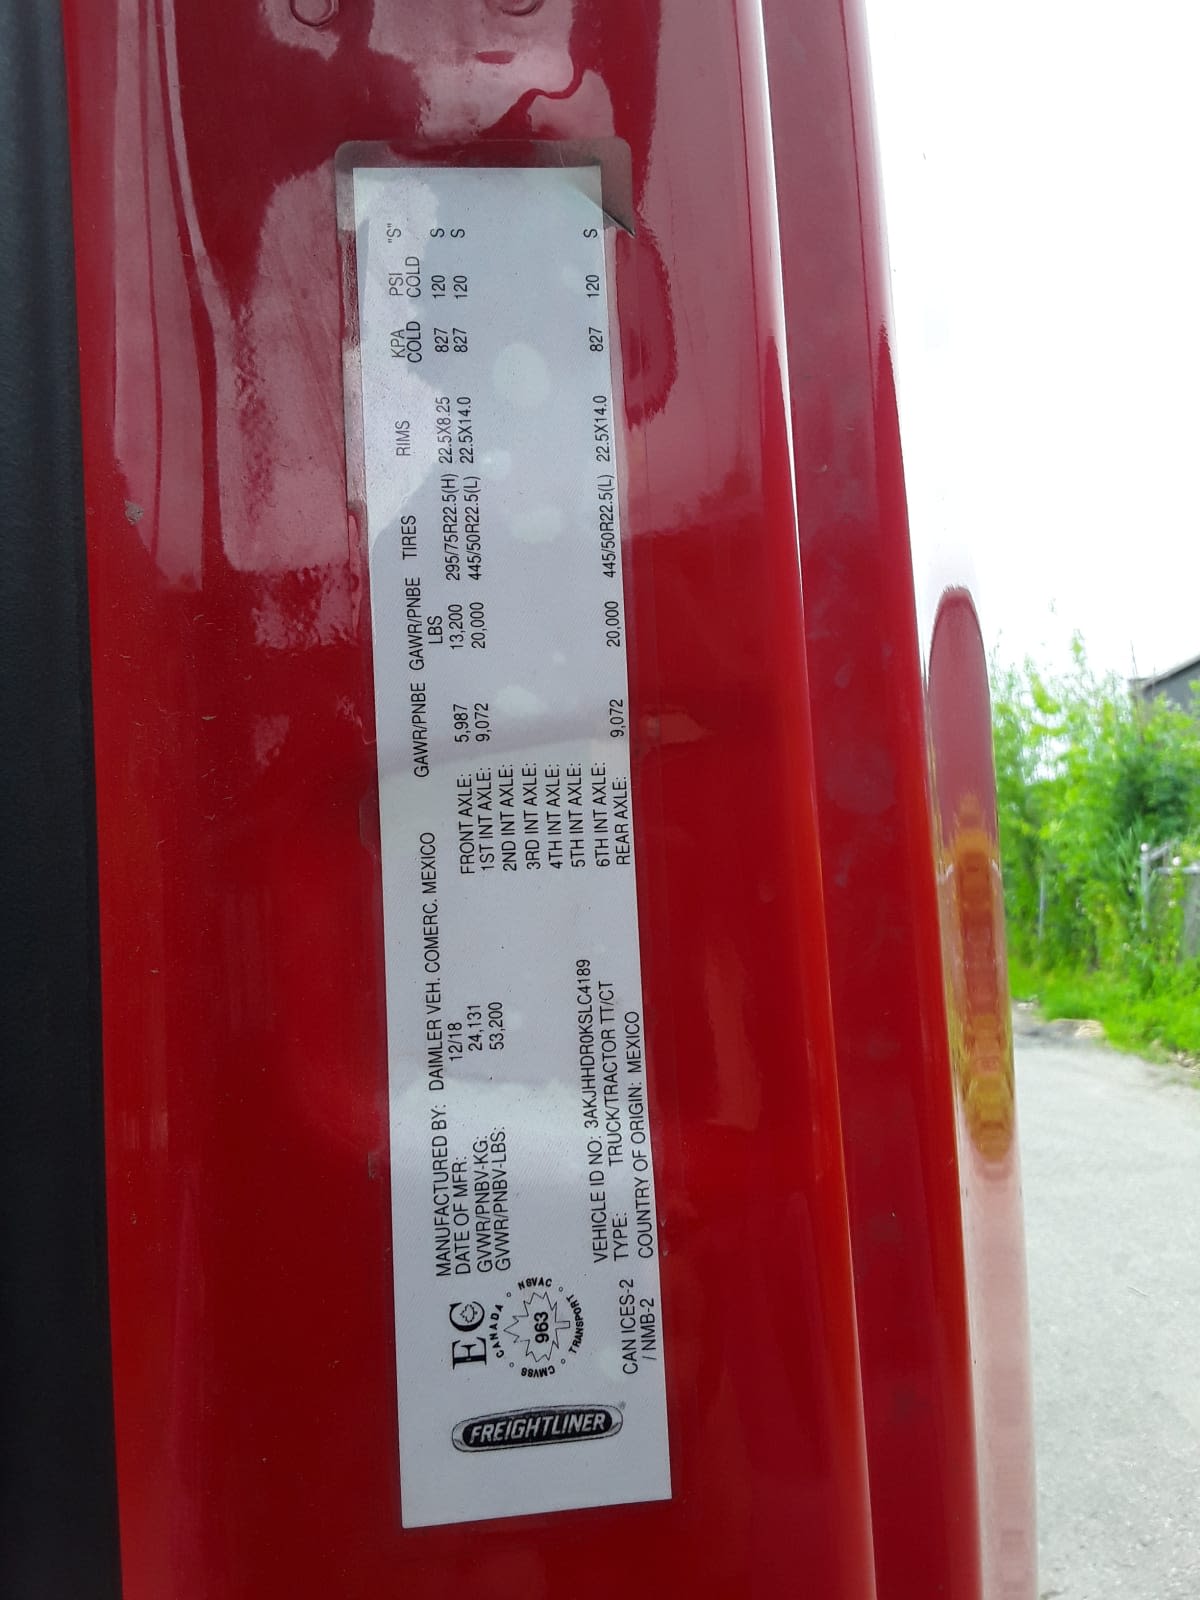 FREIGHTLINER
EC
CANADA
NSVAC
963
CMVSS
TRANSPORT
CAN ICES-2
/ NMB-2
MANUFACTURED BY: DAIMLER VEH. COMERC. MEXICO
DATE OF MFR: 12/18
GVWR/PNBV-KG: 24,131
GVWR/PNBV-LBS: 53,200
VEHICLE ID NO: 3AKJHHDR0KSLC4189
TYPE: TRUCK/TRACTOR TT/CT
COUNTRY OF ORIGIN: MEXICO
GAWR/PNBE GAWR/PNBE TIRES RIMS KPA PSI "S"
LBS COLD COLD
FRONT AXLE: 5,987 13,200 295/75R22.5(H) 22.5X8.25 827 120 S
1ST INT AXLE: 9,072 20,000 445/50R22.5(L) 22.5X14.0 827 120 S
2ND INT AXLE:
3RD INT AXLE:
4TH INT AXLE:
5TH INT AXLE:
6TH INT AXLE:
REAR AXLE: 9,072 20,000 445/50R22.5(L) 22.5X14.0 827 120 S